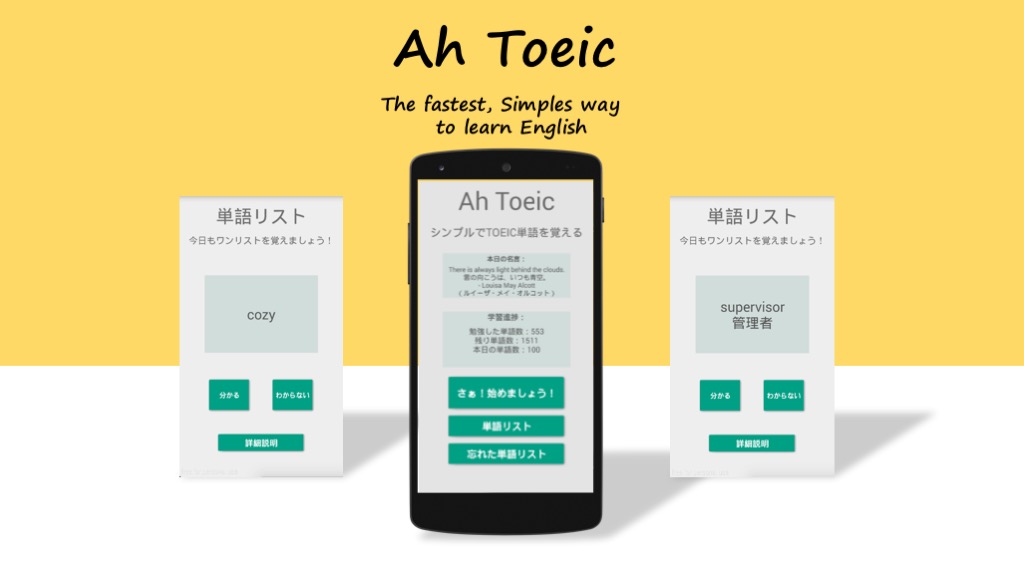 Ah Toeic
The fastest, Simples way
to learn English
単語リスト
今日もワンリストを覚えましょう！
cozy
分かる
わからない
詳細説明
Ah Toeic
シンプルでTOEIC単語を覚える
本日の名言：
There is always light behind the clouds.
雲の向こうは、いつも青空。
- Louisa May Alcott
（ルイーザ・メイ・オルコット）
学習進捗：
勉強した単語数：553
残り単語数：1511
本日の単語数：100
さぁ！始めましょう！
単語リスト
忘れた単語リスト
単語リスト
今日もワンリストを覚えましょう！
supervisor
管理者
分かる
わからない
詳細説明